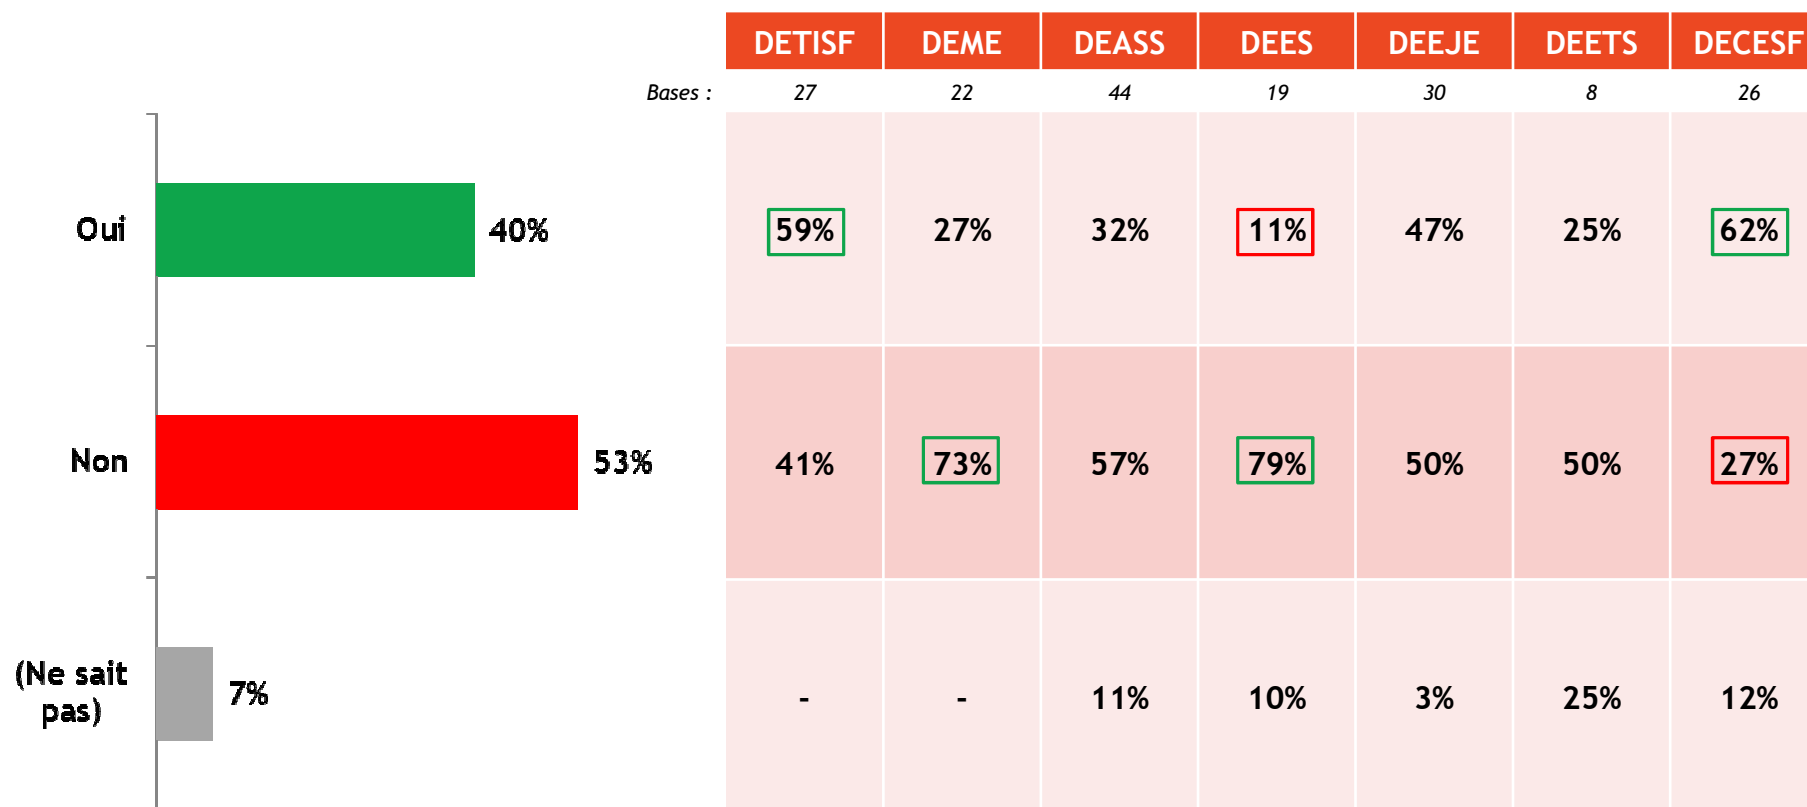 DETISF DEME DEASS DEES DEEJE DEETS DECESF
Bases : 27 22 44 19 30 8 26
Oui 40% 59% 27% 32% 11% 47% 25% 62%
Non 53% 41% 73% 57% 79% 50% 50% 27%
(Ne sait
pas) 7% - - 11% 10% 3% 25% 12%